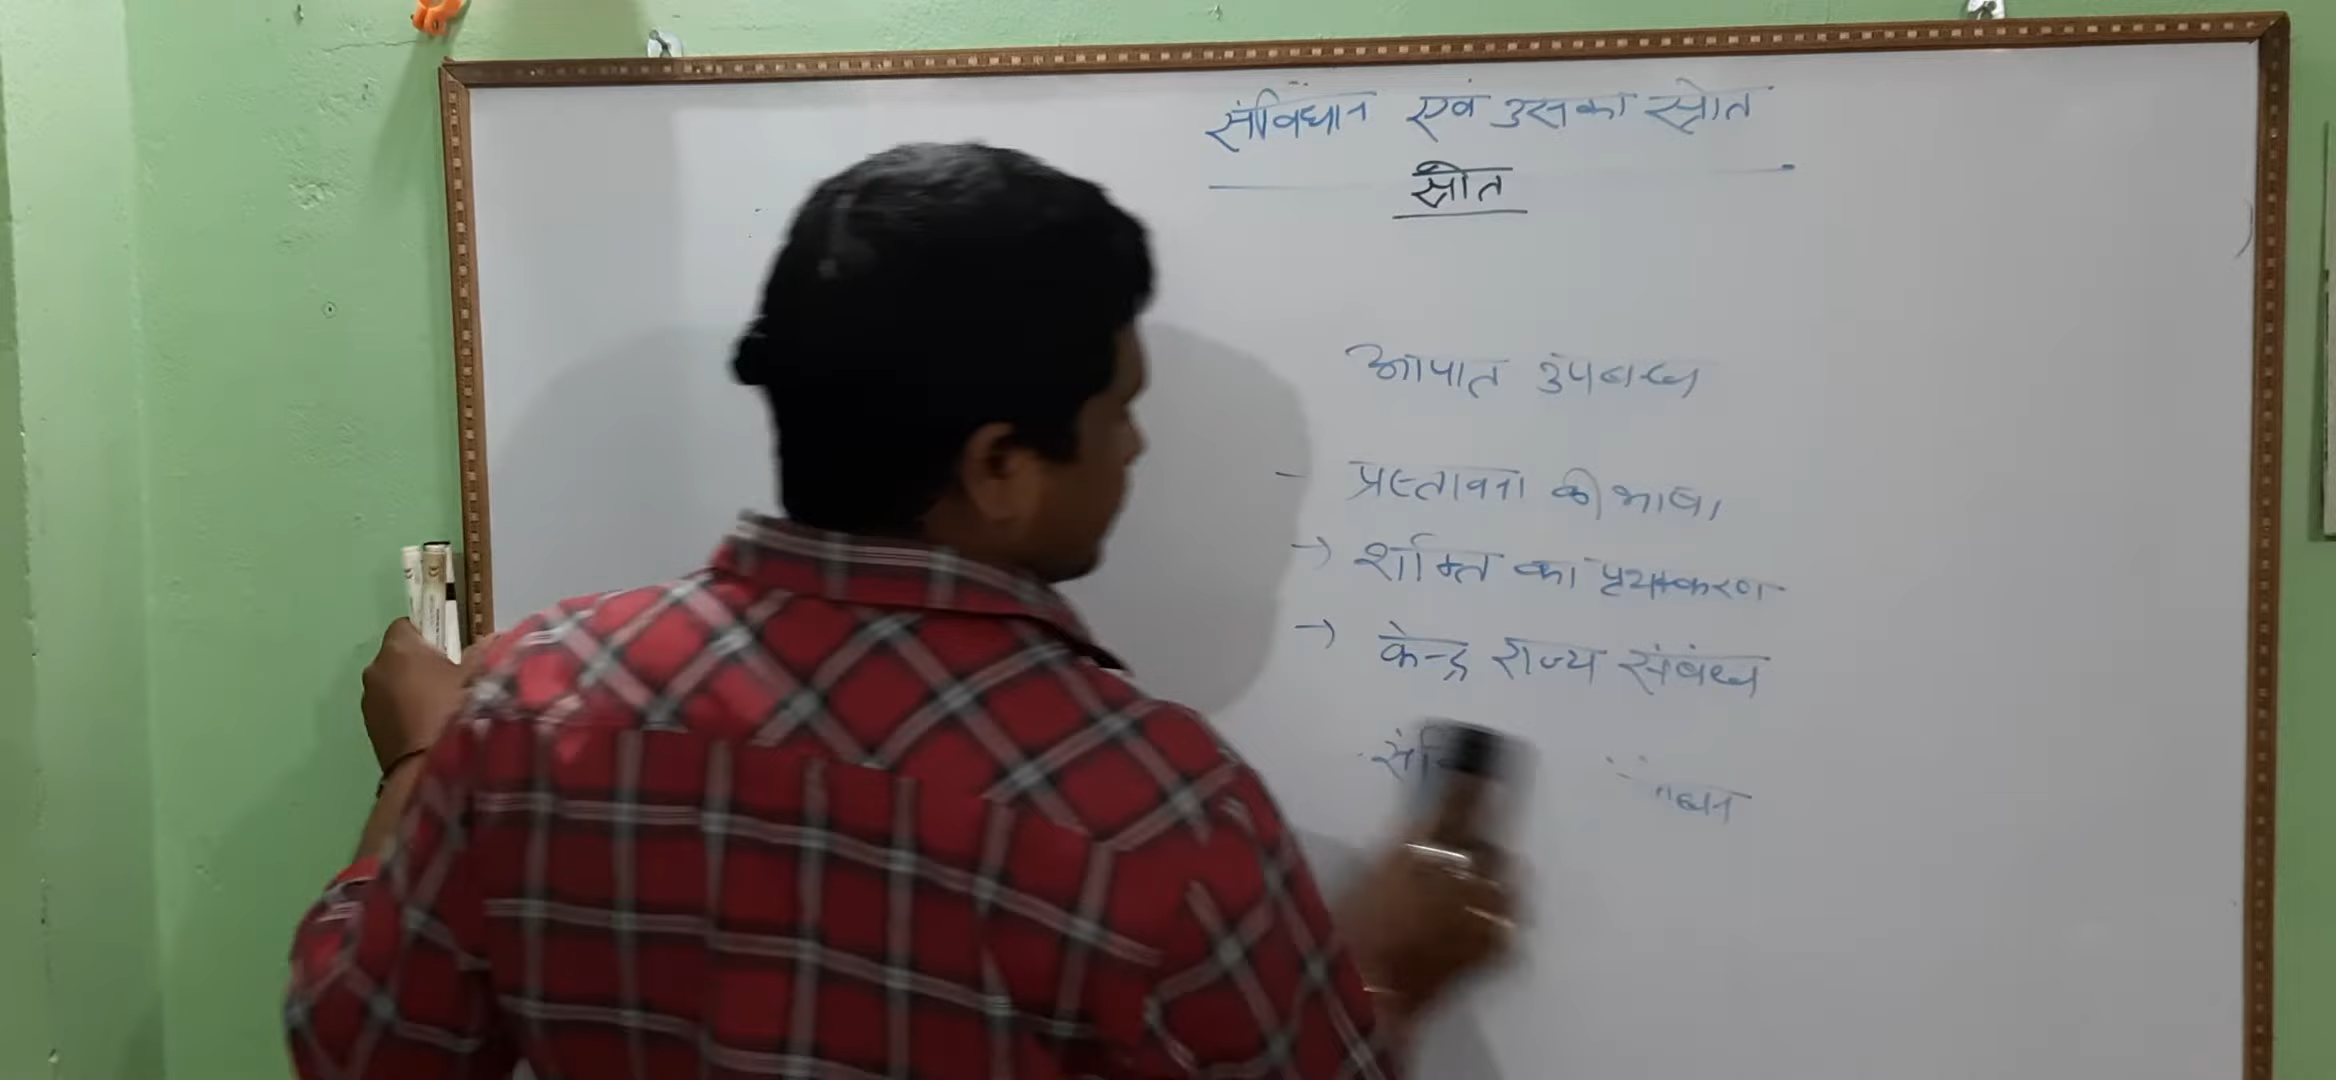 संविधान एवं उसका स्रोत
स्रोत
आपात उपबन्ध
- प्रस्तावना की भाषा
→ शक्ति का पृथक्करण
→ केन्द्र राज्य संबंध